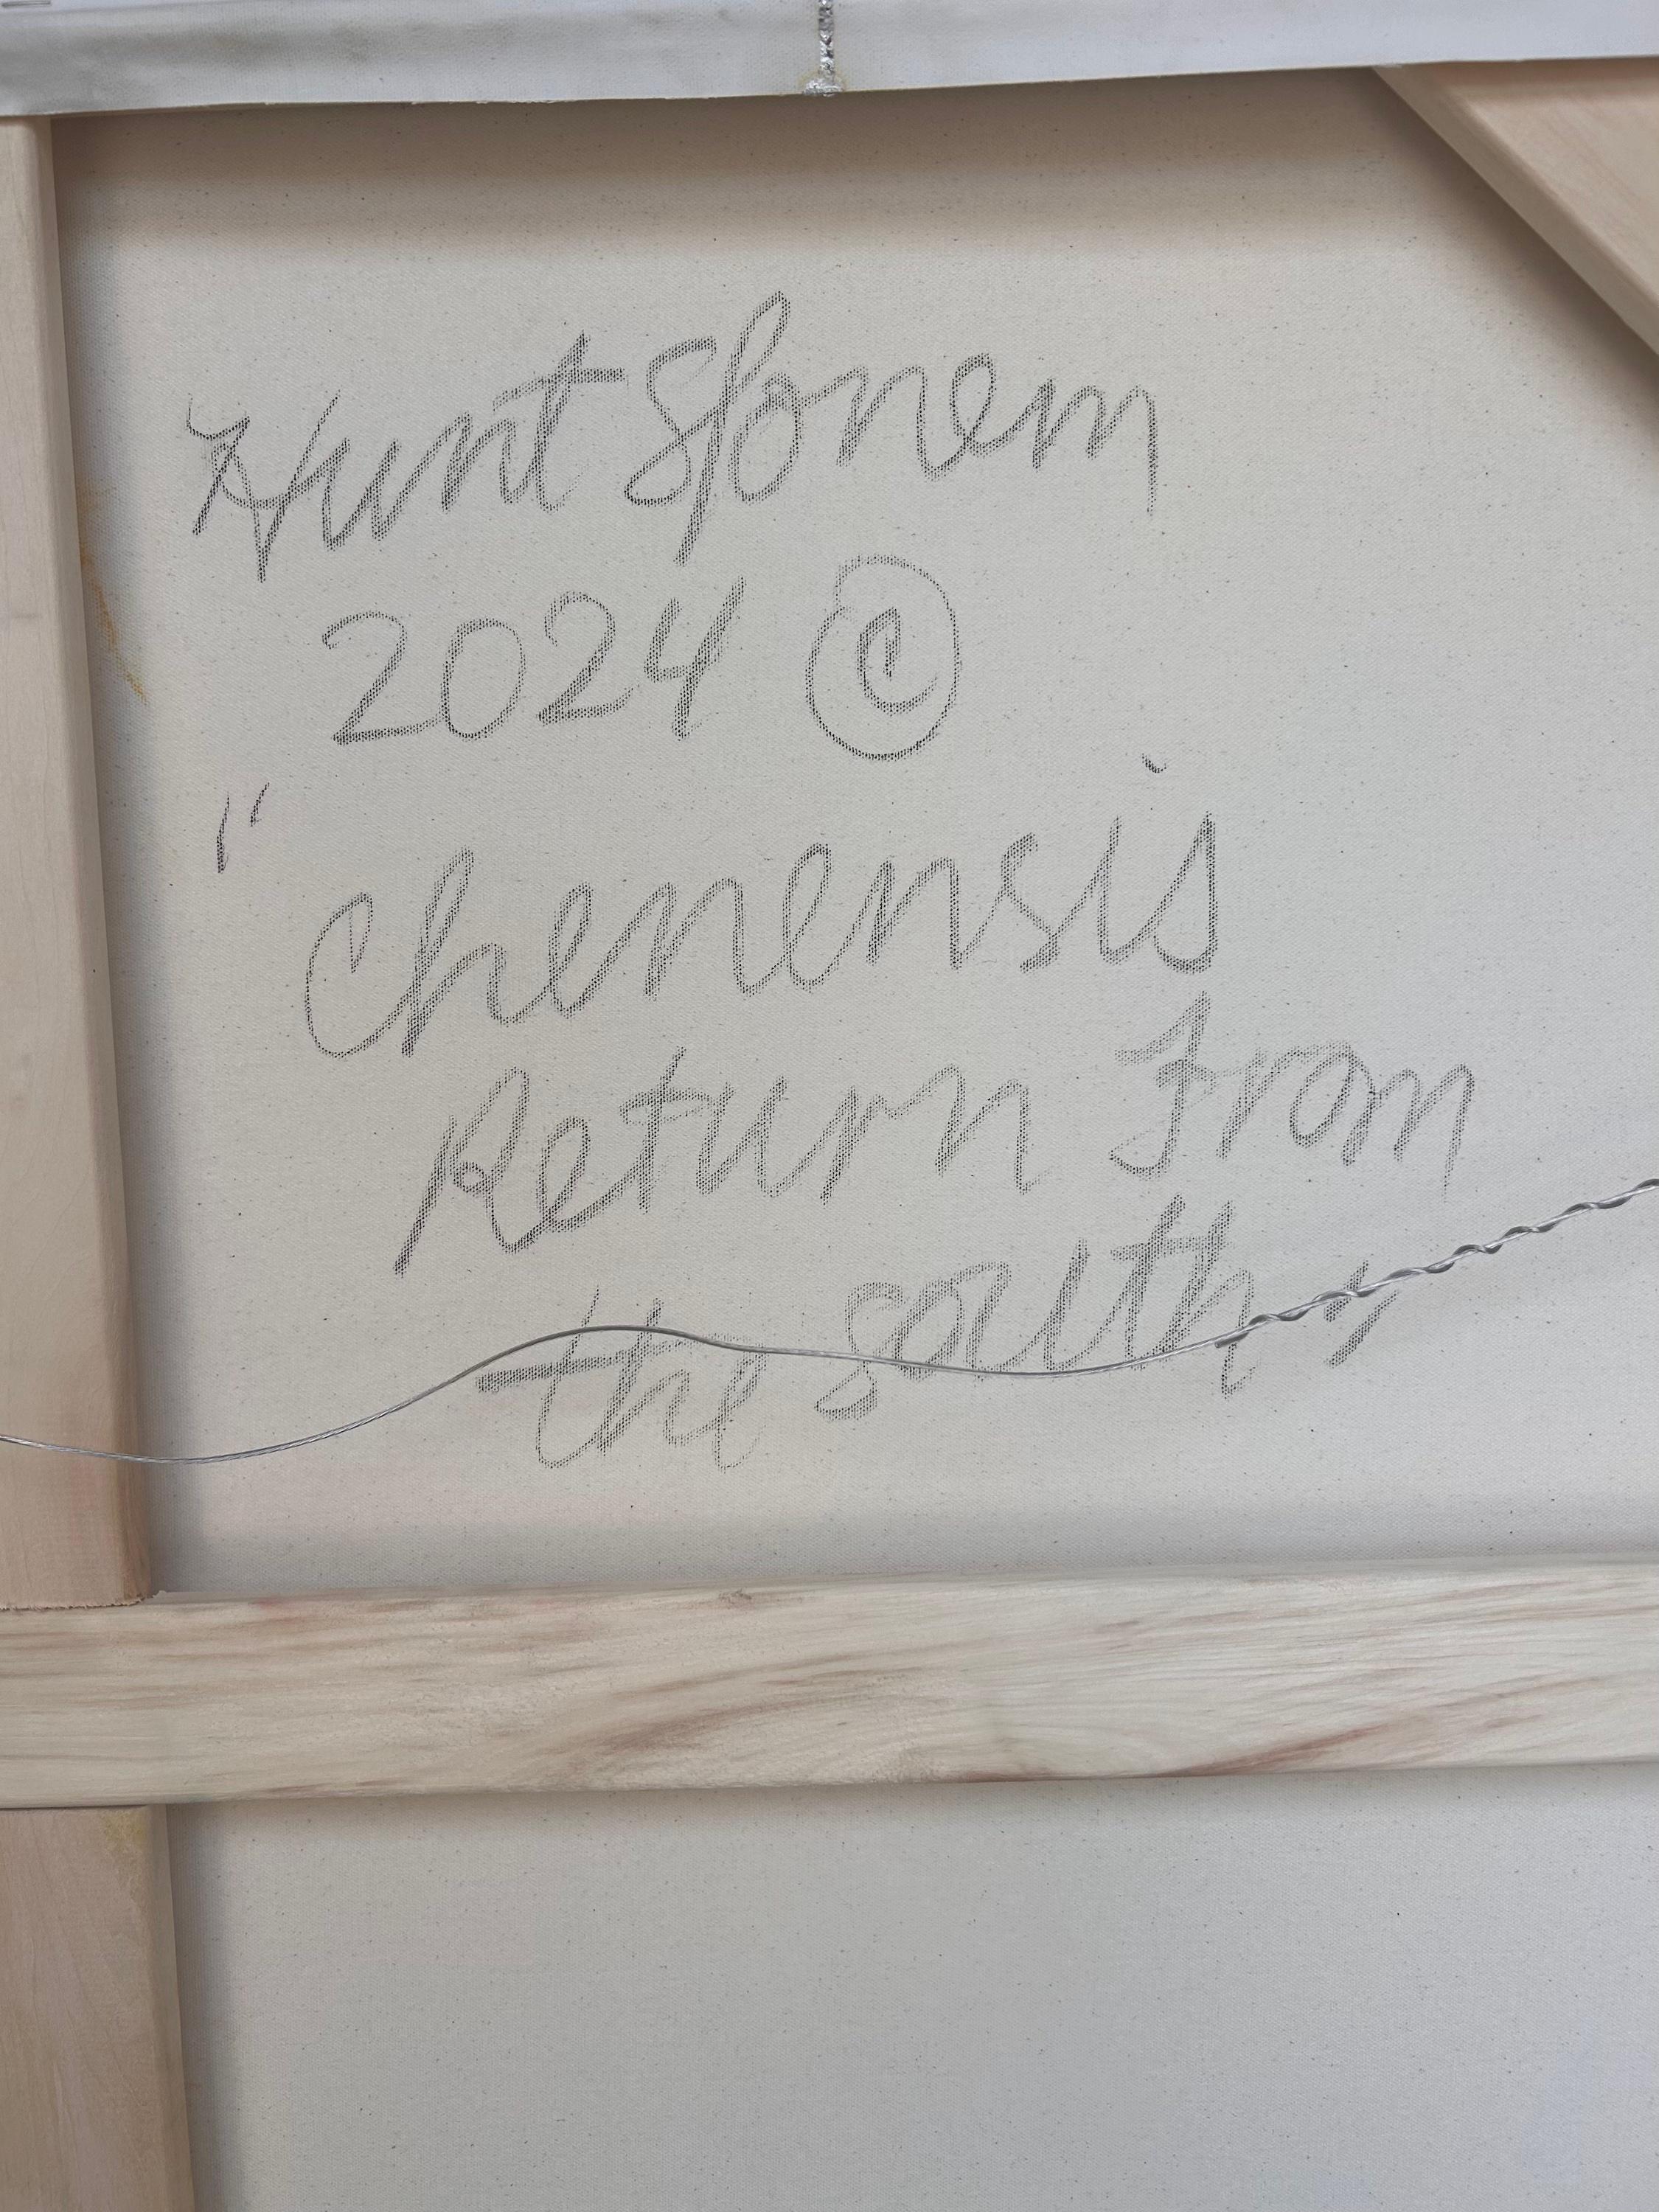 Hunt Slonem
2024 ©
"Chenensis
Return From
the South"